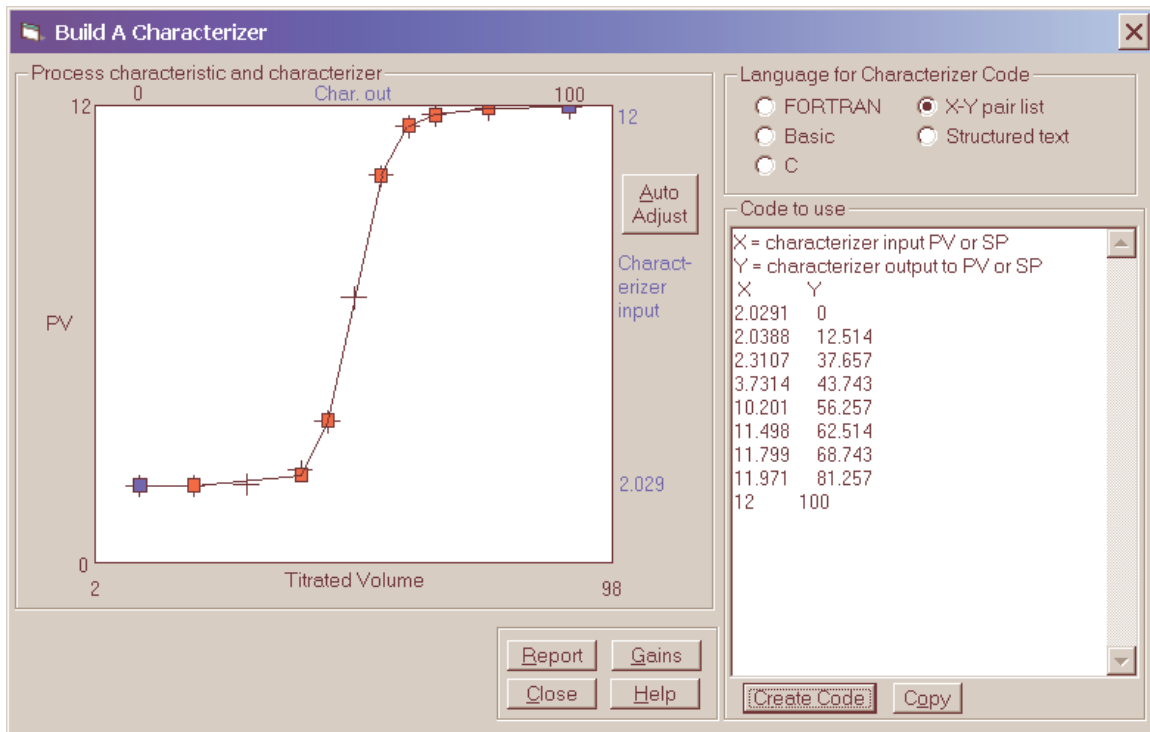 Build A Characterizer
Process characteristic and characterizer
0 Char. out 100
12
12
Auto
Adjust
Charact-
erizer
input
PV
2.029
0
2 Titrated Volume 98
Report Gains
Close Help
Language for Characterizer Code
FORTRAN X-Y pair list
Basic Structured text
C
Code to use
X = characterizer input PV or SP
Y = characterizer output to PV or SP
X Y
2.0291 0
2.0388 12.514
2.3107 37.657
3.7314 43.743
10.201 56.257
11.498 62.514
11.799 68.743
11.971 81.257
12 100
Create Code Copy